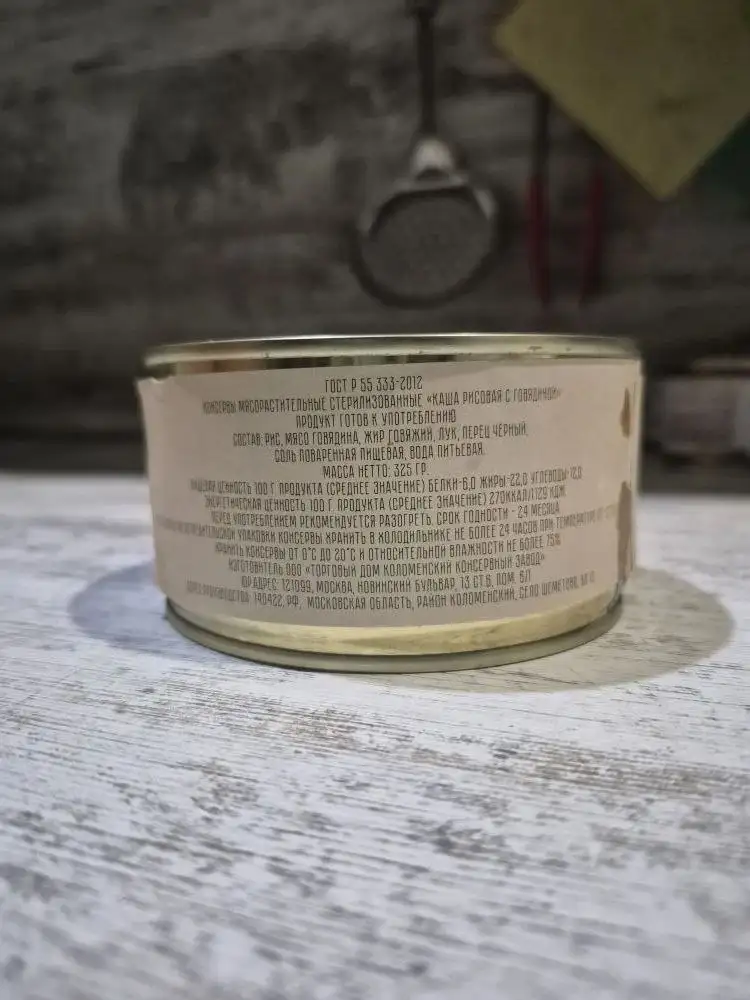 ГОСТ Р 55 333-2012
КОНСЕРВЫ МЯСОРАСТИТЕЛЬНЫЕ СТЕРИЛИЗОВАННЫЕ «КАША РИСОВАЯ С ГОВЯДИНОЙ»
ПРОДУКТ ГОТОВ К УПОТРЕБЛЕНИЮ
СОСТАВ: РИС, МЯСО ГОВЯДИНА, ЖИР ГОВЯЖИЙ, ЛУК, ПЕРЕЦ ЧЁРНЫЙ,
СОЛЬ ПОВАРЕННАЯ ПИЩЕВАЯ, ВОДА ПИТЬЕВАЯ.
МАССА НЕТТО: 325 ГР.
ПИЩЕВАЯ ЦЕННОСТЬ 100 Г. ПРОДУКТА (СРЕДНЕЕ ЗНАЧЕНИЕ) БЕЛКИ-6,0 ЖИРЫ-22,0 УГЛЕВОДЫ-12,0
ЭНЕРГЕТИЧЕСКАЯ ЦЕННОСТЬ 100 Г. ПРОДУКТА (СРЕДНЕЕ ЗНАЧЕНИЕ) 270ККАЛ/1129 КДЖ
ПЕРЕД УПОТРЕБЛЕНИЕМ РЕКОМЕНДУЕТСЯ РАЗОГРЕТЬ. СРОК ГОДНОСТИ - 24 МЕСЯЦА
ПОТРЕБИТЕЛЬСКОЙ УПАКОВКИ КОНСЕРВЫ ХРАНИТЬ В ХОЛОДИЛЬНИКЕ НЕ БОЛЕЕ 24 ЧАСОВ ПРИ ТЕМПЕРАТУРЕ
ХРАНИТЬ КОНСЕРВЫ ОТ 0°С ДО 20°С И ОТНОСИТЕЛЬНОЙ ВЛАЖНОСТИ НЕ БОЛЕЕ 75%
ИЗГОТОВИТЕЛЬ ООО «ТОРГОВЫЙ ДОМ КОЛОМЕНСКИЙ КОНСЕРВНЫЙ ЗАВОД»
ЮР.АДРЕС: 121099, МОСКВА, НОВИНСКИЙ БУЛЬВАР, 13 СТ.8, ПОМ. 6/1
АДРЕС ПРОИЗВОДСТВА: 140422, РФ, МОСКОВСКАЯ ОБЛАСТЬ, РАЙОН КОЛОМЕНСКИЙ, СЕЛО ШЕМЕТОВО,